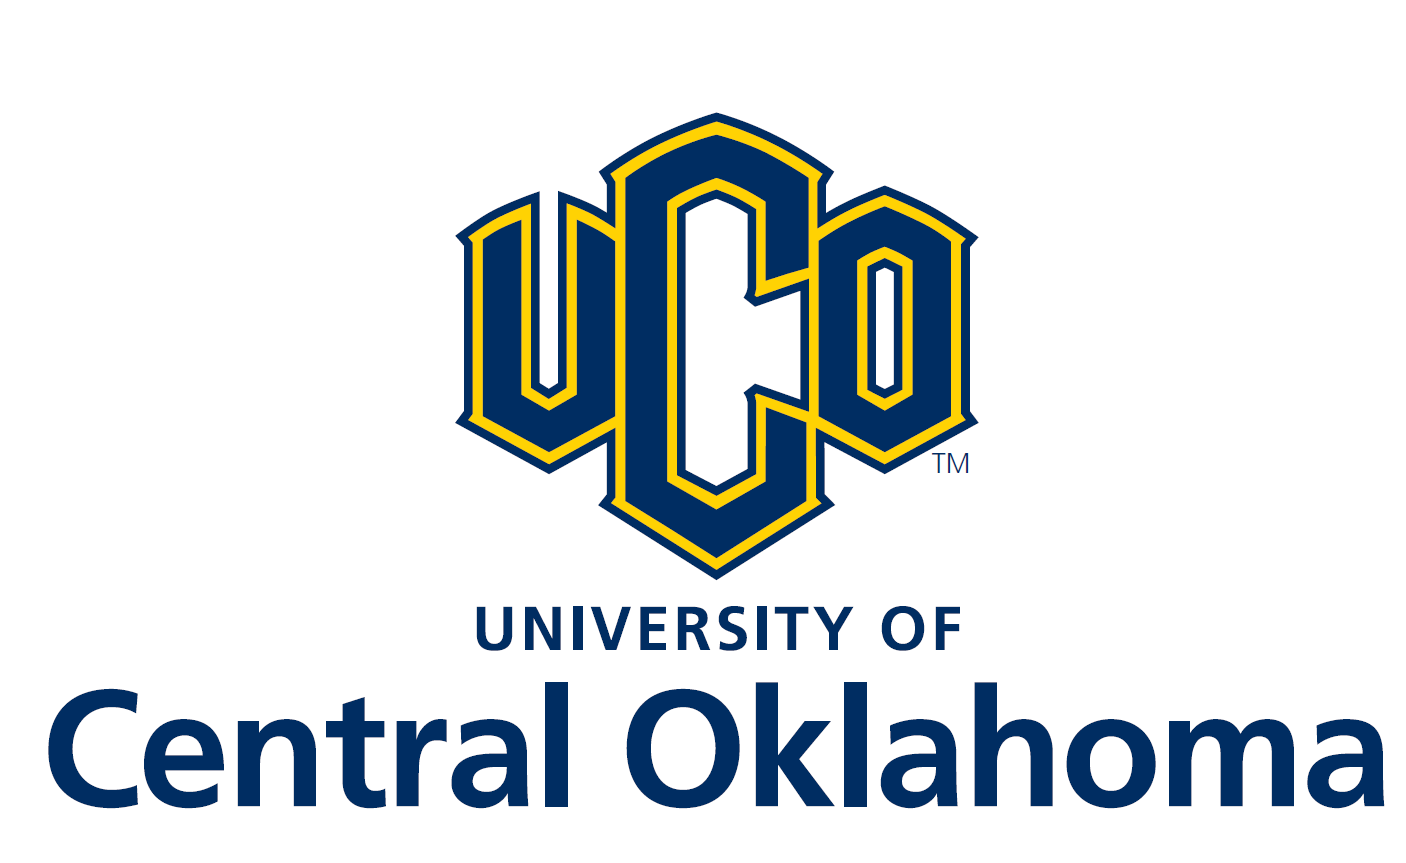 UCO
TM
UNIVERSITY OF
Central Oklahoma